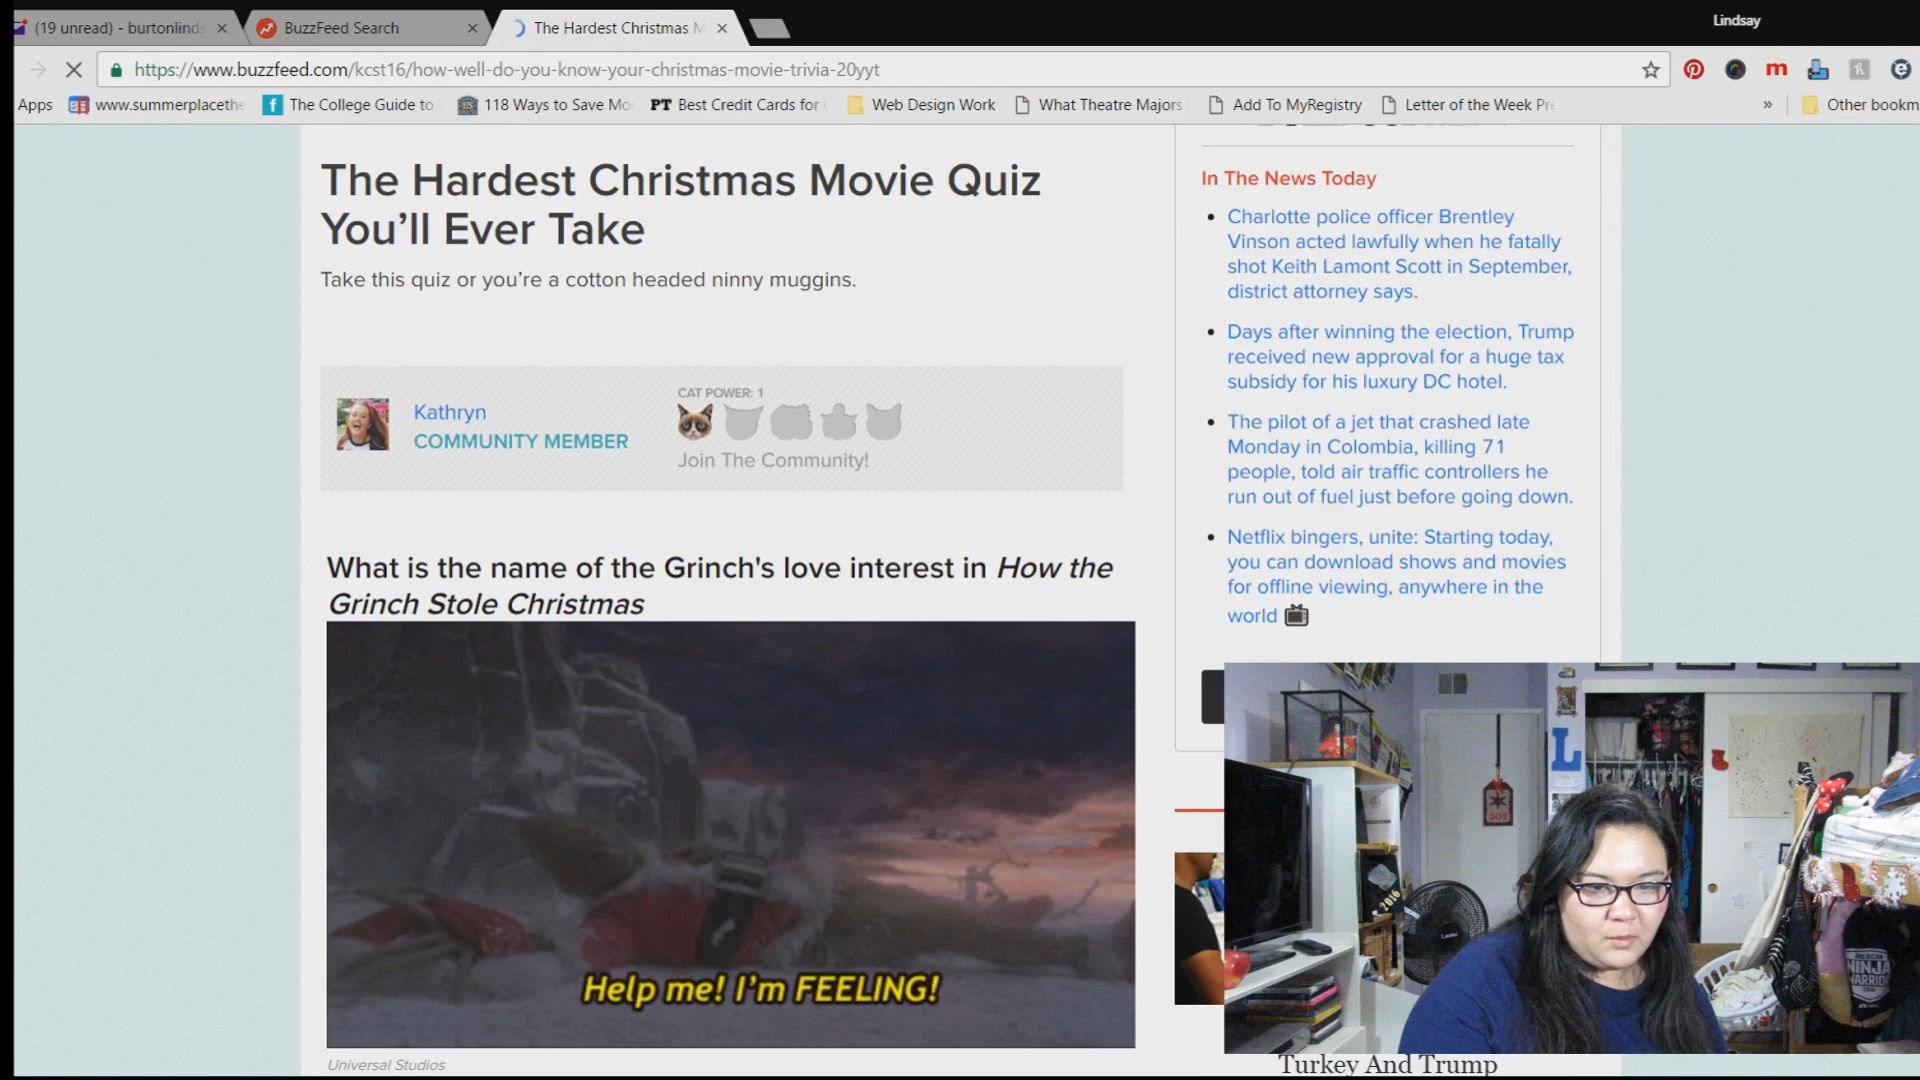 Lindsay
(19 unread) - burtonlinds
BuzzFeed Search
The Hardest Christmas M
https://www.buzzfeed.com/kcst16/how-well-do-you-know-your-christmas-movie-trivia-20yyt
Apps
www.summerplacethe
The College Guide to
118 Ways to Save Mo
PT Best Credit Cards for
Web Design Work
What Theatre Majors
Add To MyRegistry
Letter of the Week Pr
»
Other bookm
The Hardest Christmas Movie Quiz
You'll Ever Take
Take this quiz or you're a cotton headed ninny muggins.
Kathryn
COMMUNITY MEMBER
CAT POWER: 1
Join The Community!
What is the name of the Grinch's love interest in How the
Grinch Stole Christmas
Help me! I'm FEELING!
Universal Studios
In The News Today
Charlotte police officer Brentley
Vinson acted lawfully when he fatally
shot Keith Lamont Scott in September,
district attorney says.
Days after winning the election, Trump
received new approval for a huge tax
subsidy for his luxury DC hotel.
The pilot of a jet that crashed late
Monday in Colombia, killing 71
people, told air traffic controllers he
run out of fuel just before going down.
Netflix bingers, unite: Starting today,
you can download shows and movies
for offline viewing, anywhere in the
world
L
JOY
2016
AMERICAN
NINJA
WARRIOR
Turkey And Trump